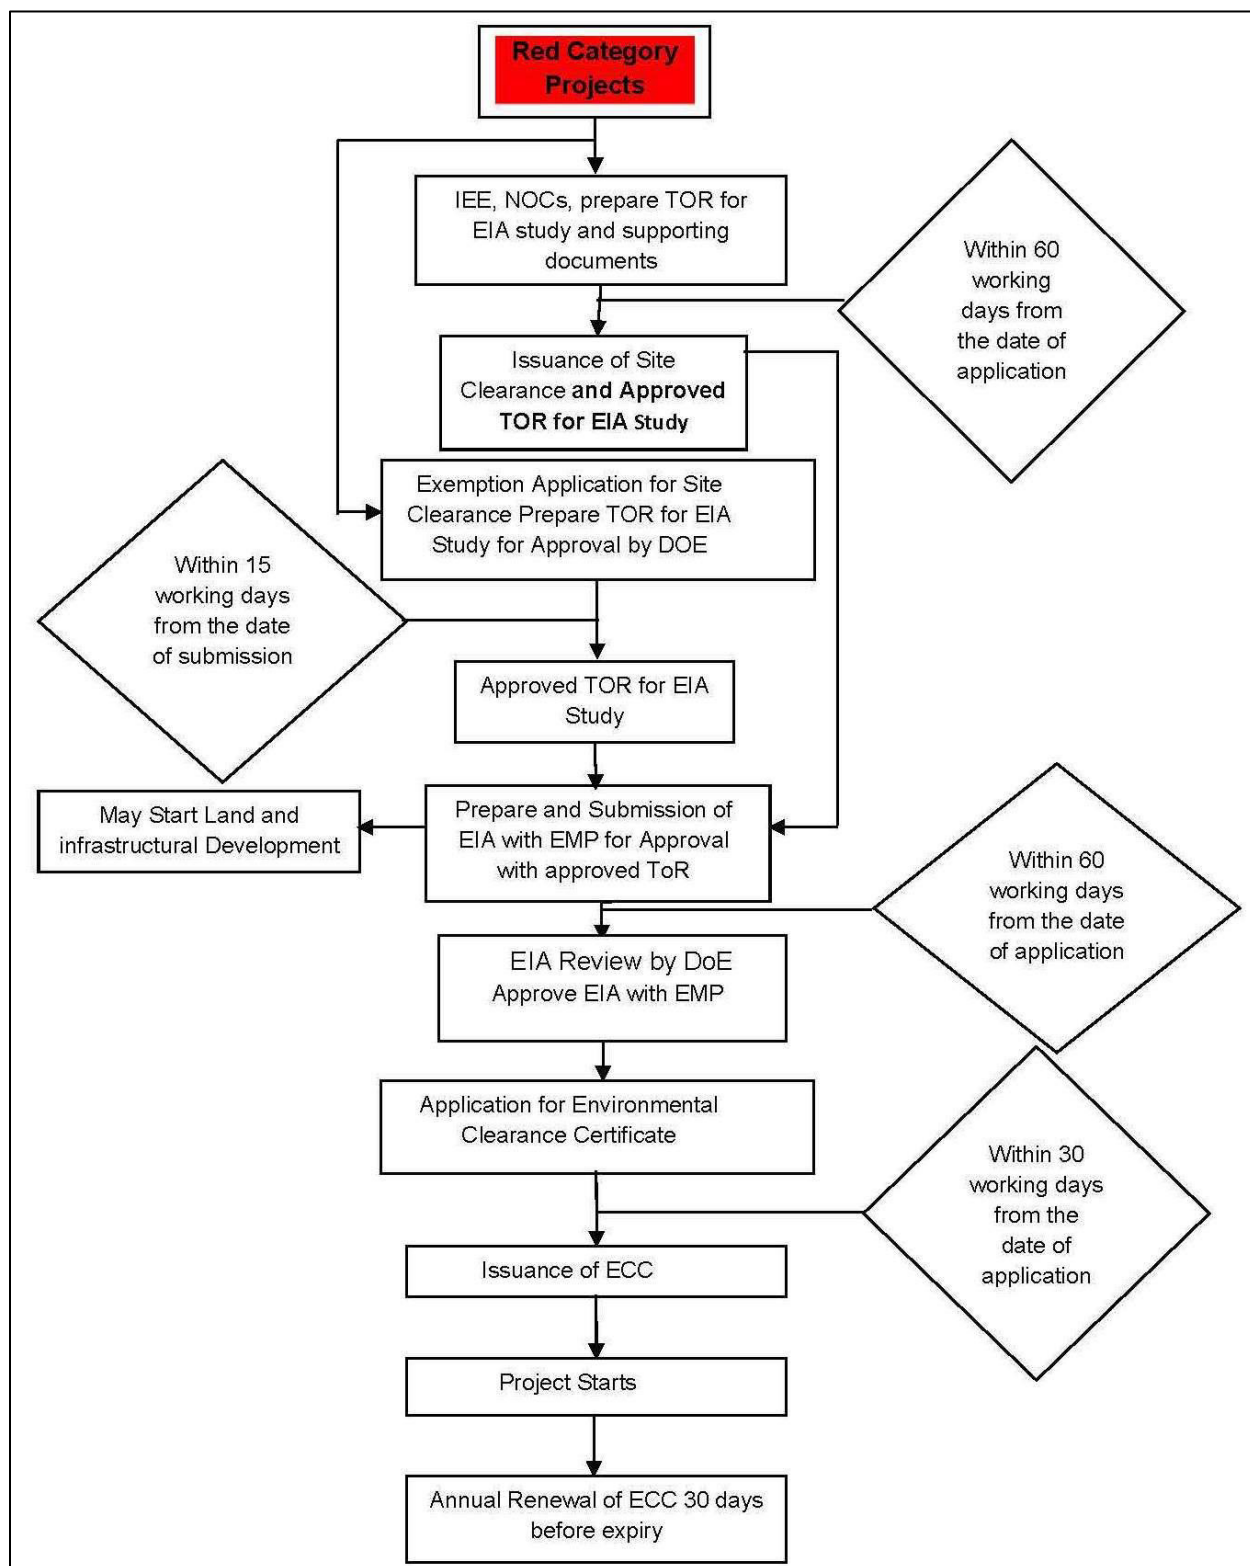 Red Category
Projects
IEE, NOCs, prepare TOR for
EIA study and supporting
documents
Within 60
working
days from
the date of
application
Issuance of Site
Clearance and Approved
TOR for EIA Study
Exemption Application for Site
Clearance Prepare TOR for EIA
Study for Approval by DOE
Within 15
working days
from the date
of submission
Approved TOR for EIA
Study
May Start Land and
infrastructural Development
Prepare and Submission of
EIA with EMP for Approval
with approved ToR
Within 60
working days
from the date
of application
EIA Review by DoE
Approve EIA with EMP
Application for Environmental
Clearance Certificate
Within 30
working days
from the
date of
application
Issuance of ECC
Project Starts
Annual Renewal of ECC 30 days
before expiry